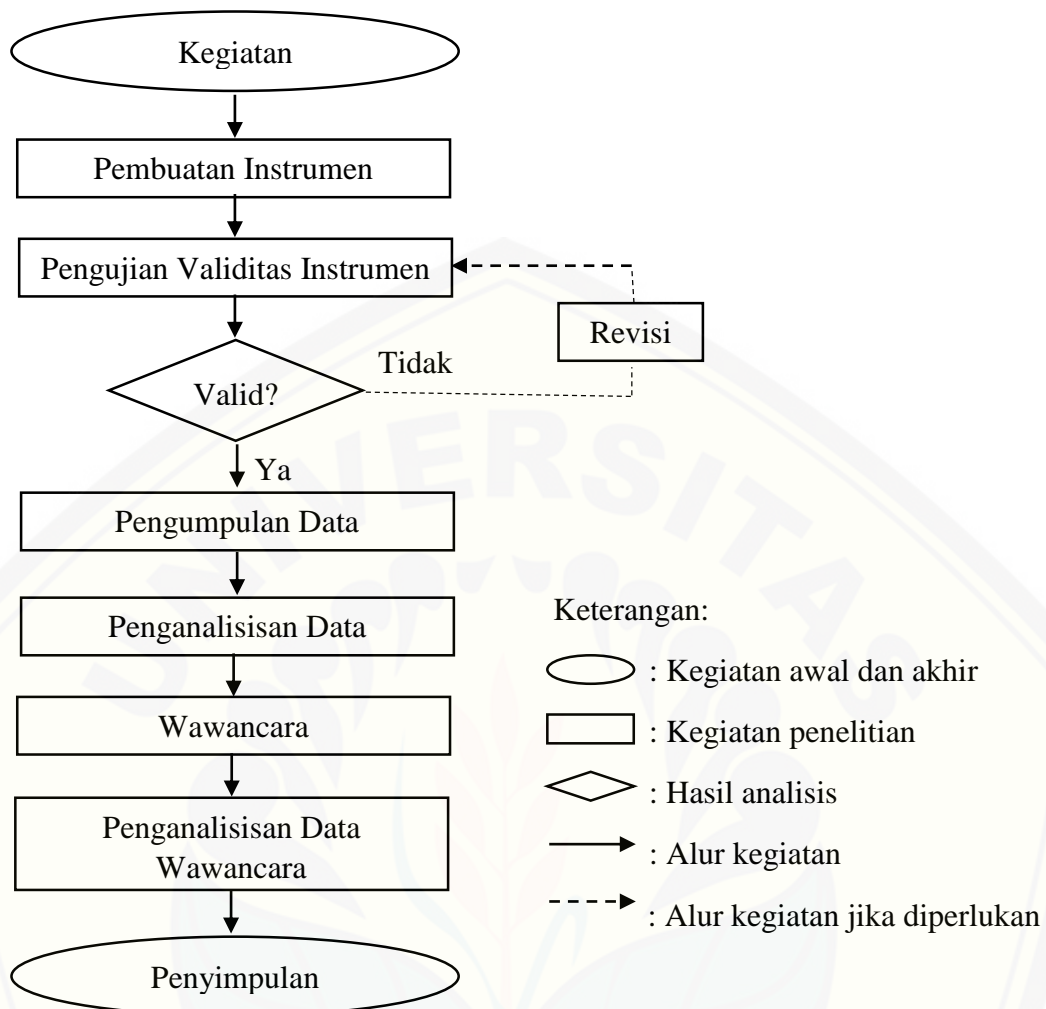 Kegiatan
Pembuatan Instrumen
Pengujian Validitas Instrumen
Revisi
Tidak
Valid?
Ya
Pengumpulan Data
Penganalisisan Data
Wawancara
Penganalisisan Data
Wawancara
Penyimpulan
Keterangan:
: Kegiatan awal dan akhir
: Kegiatan penelitian
: Hasil analisis
: Alur kegiatan
: Alur kegiatan jika diperlukan
UNIVERSITAS